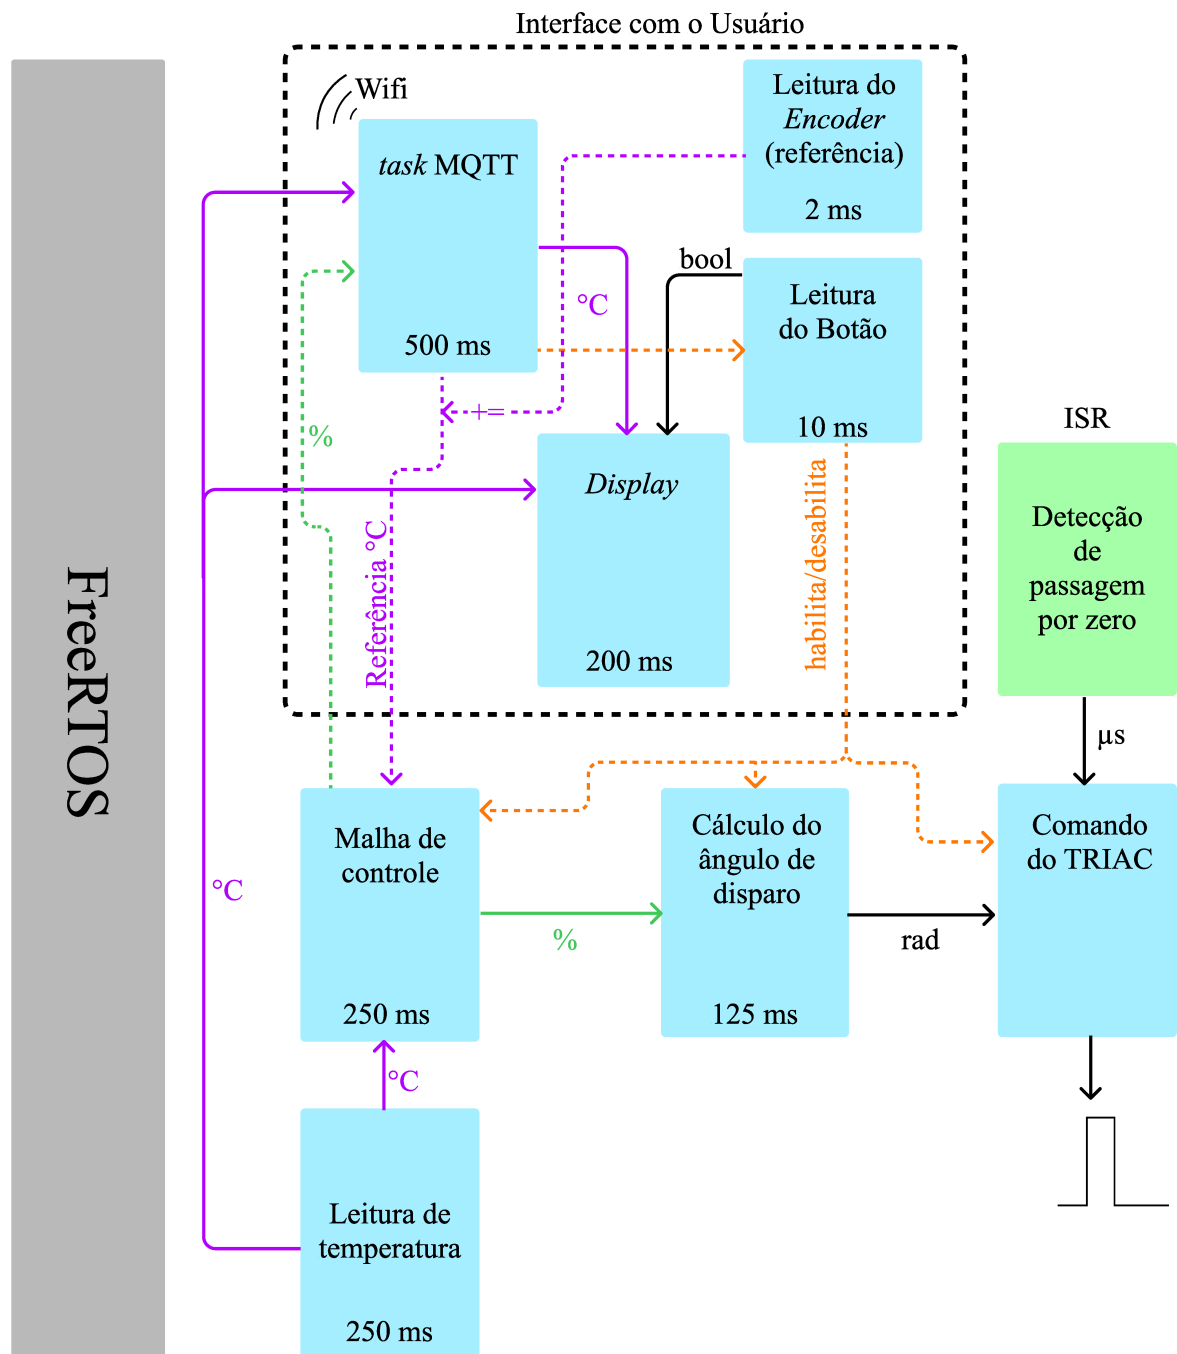 Interface com o Usuário
FreeRTOS
Wifi
task MQTT
500 ms
Leitura do
Encoder
(referência)
2 ms
bool
Leitura
do Botão
10 ms
°C
+=
%
Display
200 ms
Referência °C
habilita/desabilita
ISR
Detecção
de
passagem
por zero
µs
Malha de
controle
250 ms
%
Cálculo do
ângulo de
disparo
125 ms
rad
Comando
do TRIAC
°C
°C
Leitura de
temperatura
250 ms